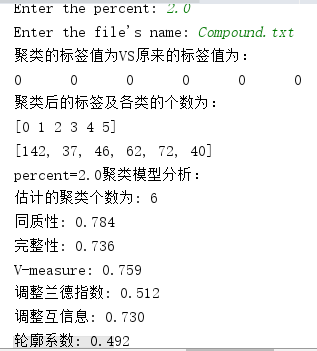 Enter the percent: 2.0
Enter the file's name: Compound.txt
聚类的标签值为VS原来的标签值为:
0 0 0 0 0 0
聚类后的标签及各类的个数为:
[0 1 2 3 4 5]
[142, 37, 46, 62, 72, 40]
percent=2.0聚类模型分析:
估计的聚类个数为: 6
同质性: 0.784
完整性: 0.736
V-measure: 0.759
调整兰德指数: 0.512
调整互信息: 0.730
轮廓系数: 0.492